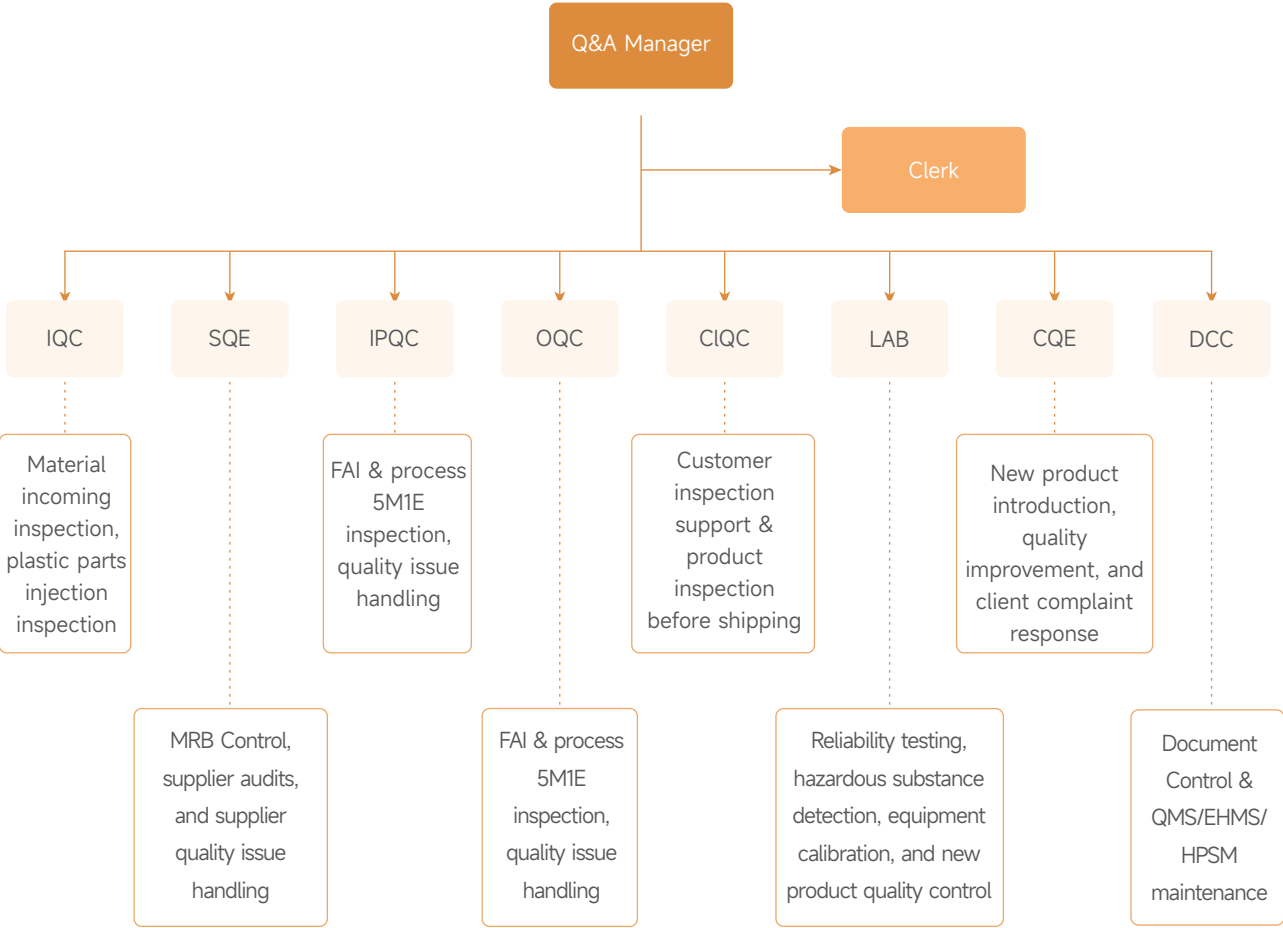 Q&A Manager
Clerk
IQC
SQE
IPQC
OQC
CIQC
LAB
CQE
DCC
Material
incoming
inspection,
plastic parts
injection
inspection
FAI & process
5M1E
inspection,
quality issue
handling
Customer
inspection
support &
product
inspection
before shipping
New product
introduction,
quality
improvement, and
client complaint
response
MRB Control,
supplier audits,
and supplier
quality issue
handling
FAI & process
5M1E
inspection,
quality issue
handling
Reliability testing,
hazardous substance
detection, equipment
calibration, and new
product quality control
Document
Control &
QMS/EHMS/
HPSM
maintenance